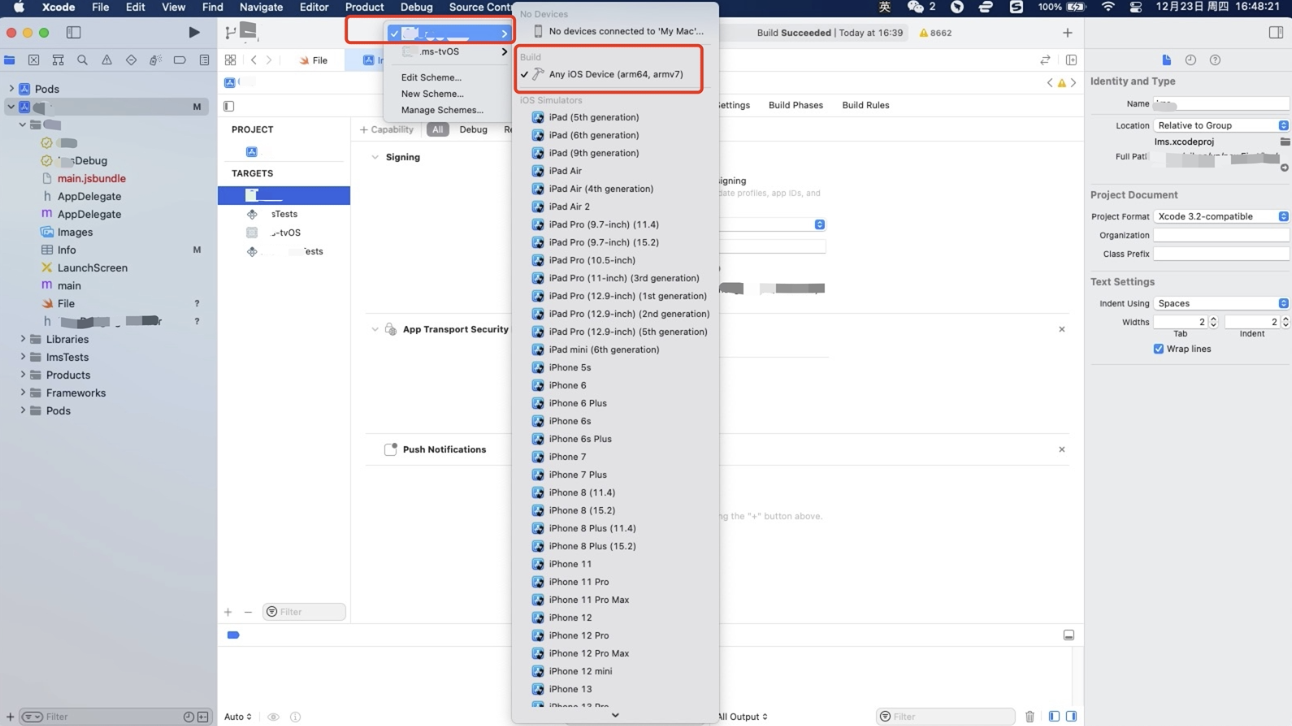 Xcode File Edit View Find Navigate Editor Product Debug Source Cont
英 2 100% 12月23日 周四 16:48:21
Build Succeeded | Today at 16:39 8662
File
Pods
M
Debug
main.jsbundle
AppDelegate
AppDelegate
Images
Info M
LaunchScreen
main
File ?
?
Libraries
lmsTests
Products
Frameworks
Pods
Filter
PROJECT
TARGETS
sTests
-tvOS
Tests
Filter
Auto
.ms-tvOS
Edit Scheme...
New Scheme...
Manage Schemes...
No Devices
No devices connected to 'My Mac'...
Build
Any iOS Device (arm64, armv7)
iOS Simulators
iPad (5th generation)
iPad (6th generation)
iPad (9th generation)
iPad Air
iPad Air (4th generation)
iPad Air 2
iPad Pro (9.7-inch) (11.4)
iPad Pro (9.7-inch) (15.2)
iPad Pro (10.5-inch)
iPad Pro (11-inch) (3rd generation)
iPad Pro (12.9-inch) (1st generation)
iPad Pro (12.9-inch) (2nd generation)
iPad Pro (12.9-inch) (5th generation)
iPad mini (6th generation)
iPhone 5s
iPhone 6
iPhone 6 Plus
iPhone 6s
iPhone 6s Plus
iPhone 7
iPhone 7 Plus
iPhone 8 (11.4)
iPhone 8 (15.2)
iPhone 8 Plus (11.4)
iPhone 8 Plus (15.2)
iPhone 11
iPhone 11 Pro
iPhone 11 Pro Max
iPhone 12
iPhone 12 Pro
iPhone 12 Pro Max
iPhone 12 mini
iPhone 13
ettings Build Phases Build Rules
+ Capability All Debug Re
Signing
igning
date profiles, app IDs, and
App Transport Security
Push Notifications
ng the "+" button above.
All Output
Filter
Identity and Type
Name
Location Relative to Group
lms.xcodeproj
Full Pat
Project Document
Project Format Xcode 3.2-compatible
Organization
Class Prefix
Text Settings
Indent Using Spaces
Widths 2 2
Tab Indent
Wrap lines